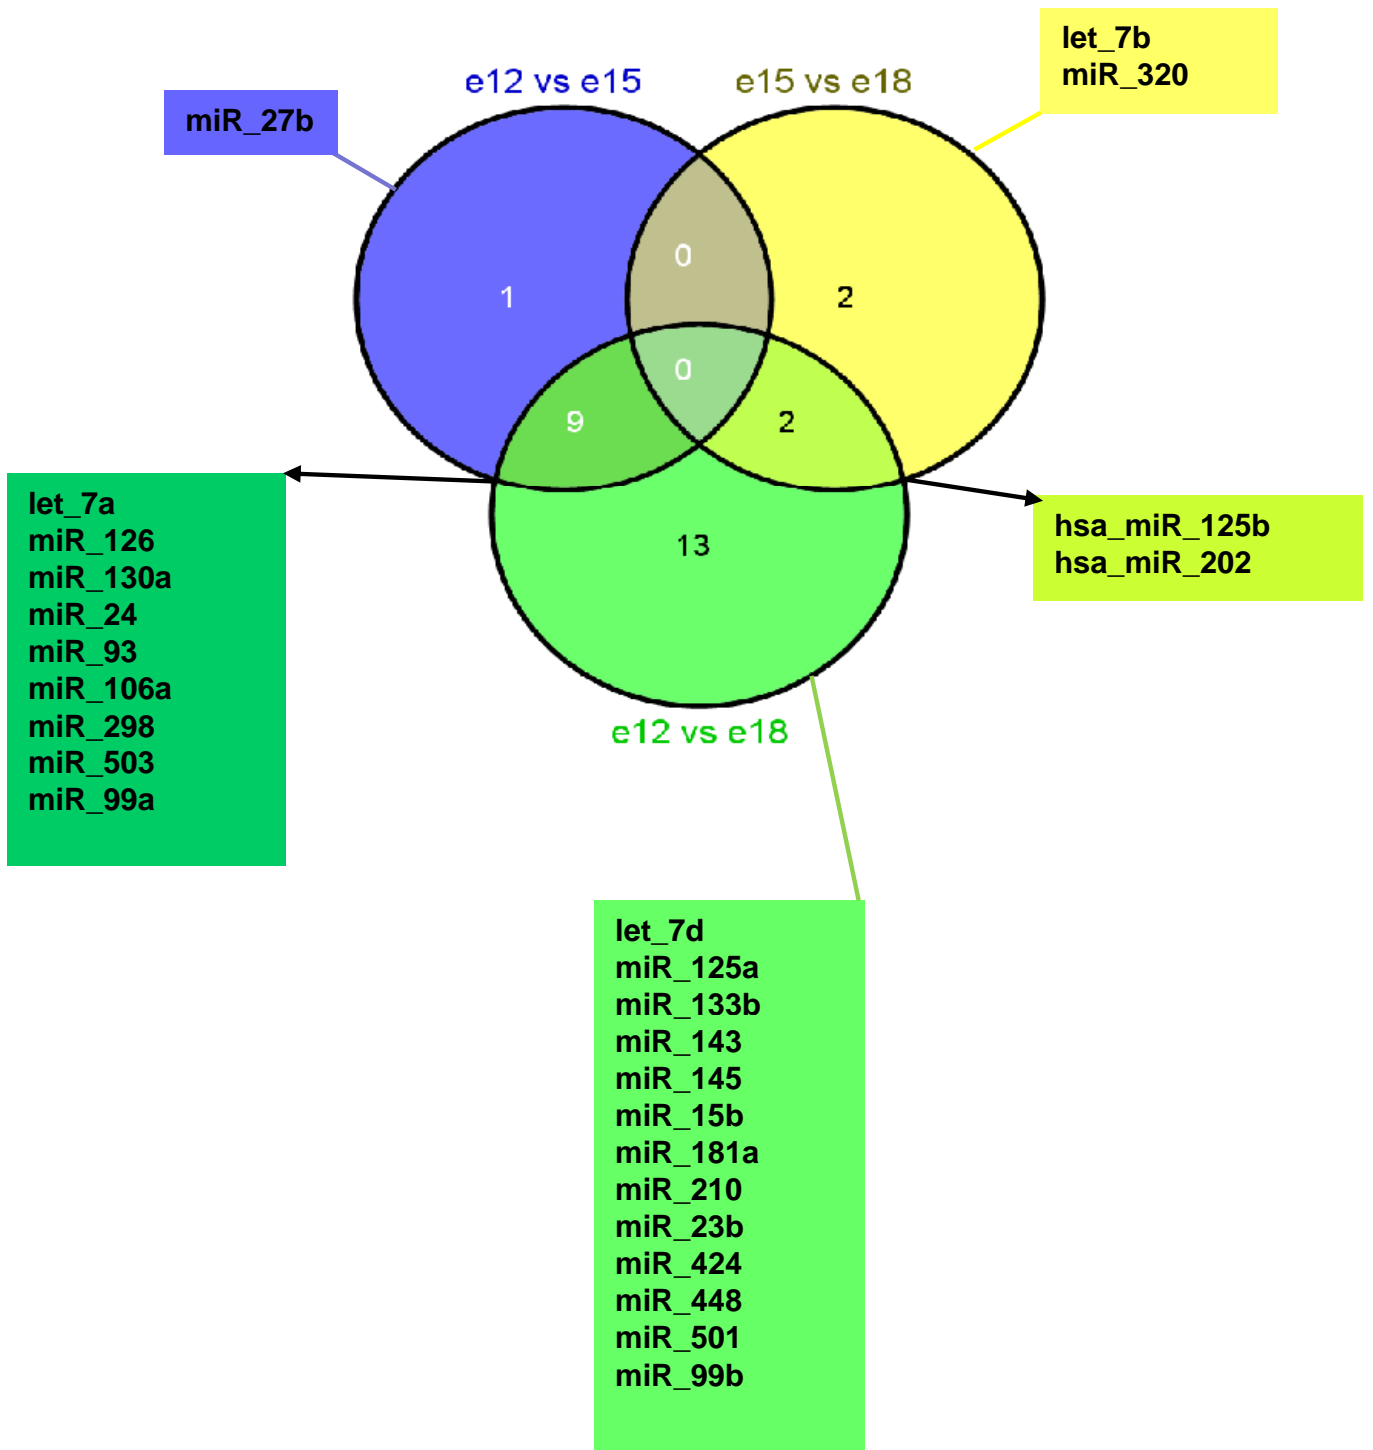 let_7b
miR_320
e12 vs e15
e15 vs e18
miR_27b
0
1
2
0
9
2
let_7a
miR_126
miR_130a
miR_24
miR_93
miR_106a
miR_298
miR_503
miR_99a
hsa_miR_125b
hsa_miR_202
13
e12 vs e18
let_7d
miR_125a
miR_133b
miR_143
miR_145
miR_15b
miR_181a
miR_210
miR_23b
miR_424
miR_448
miR_501
miR_99b